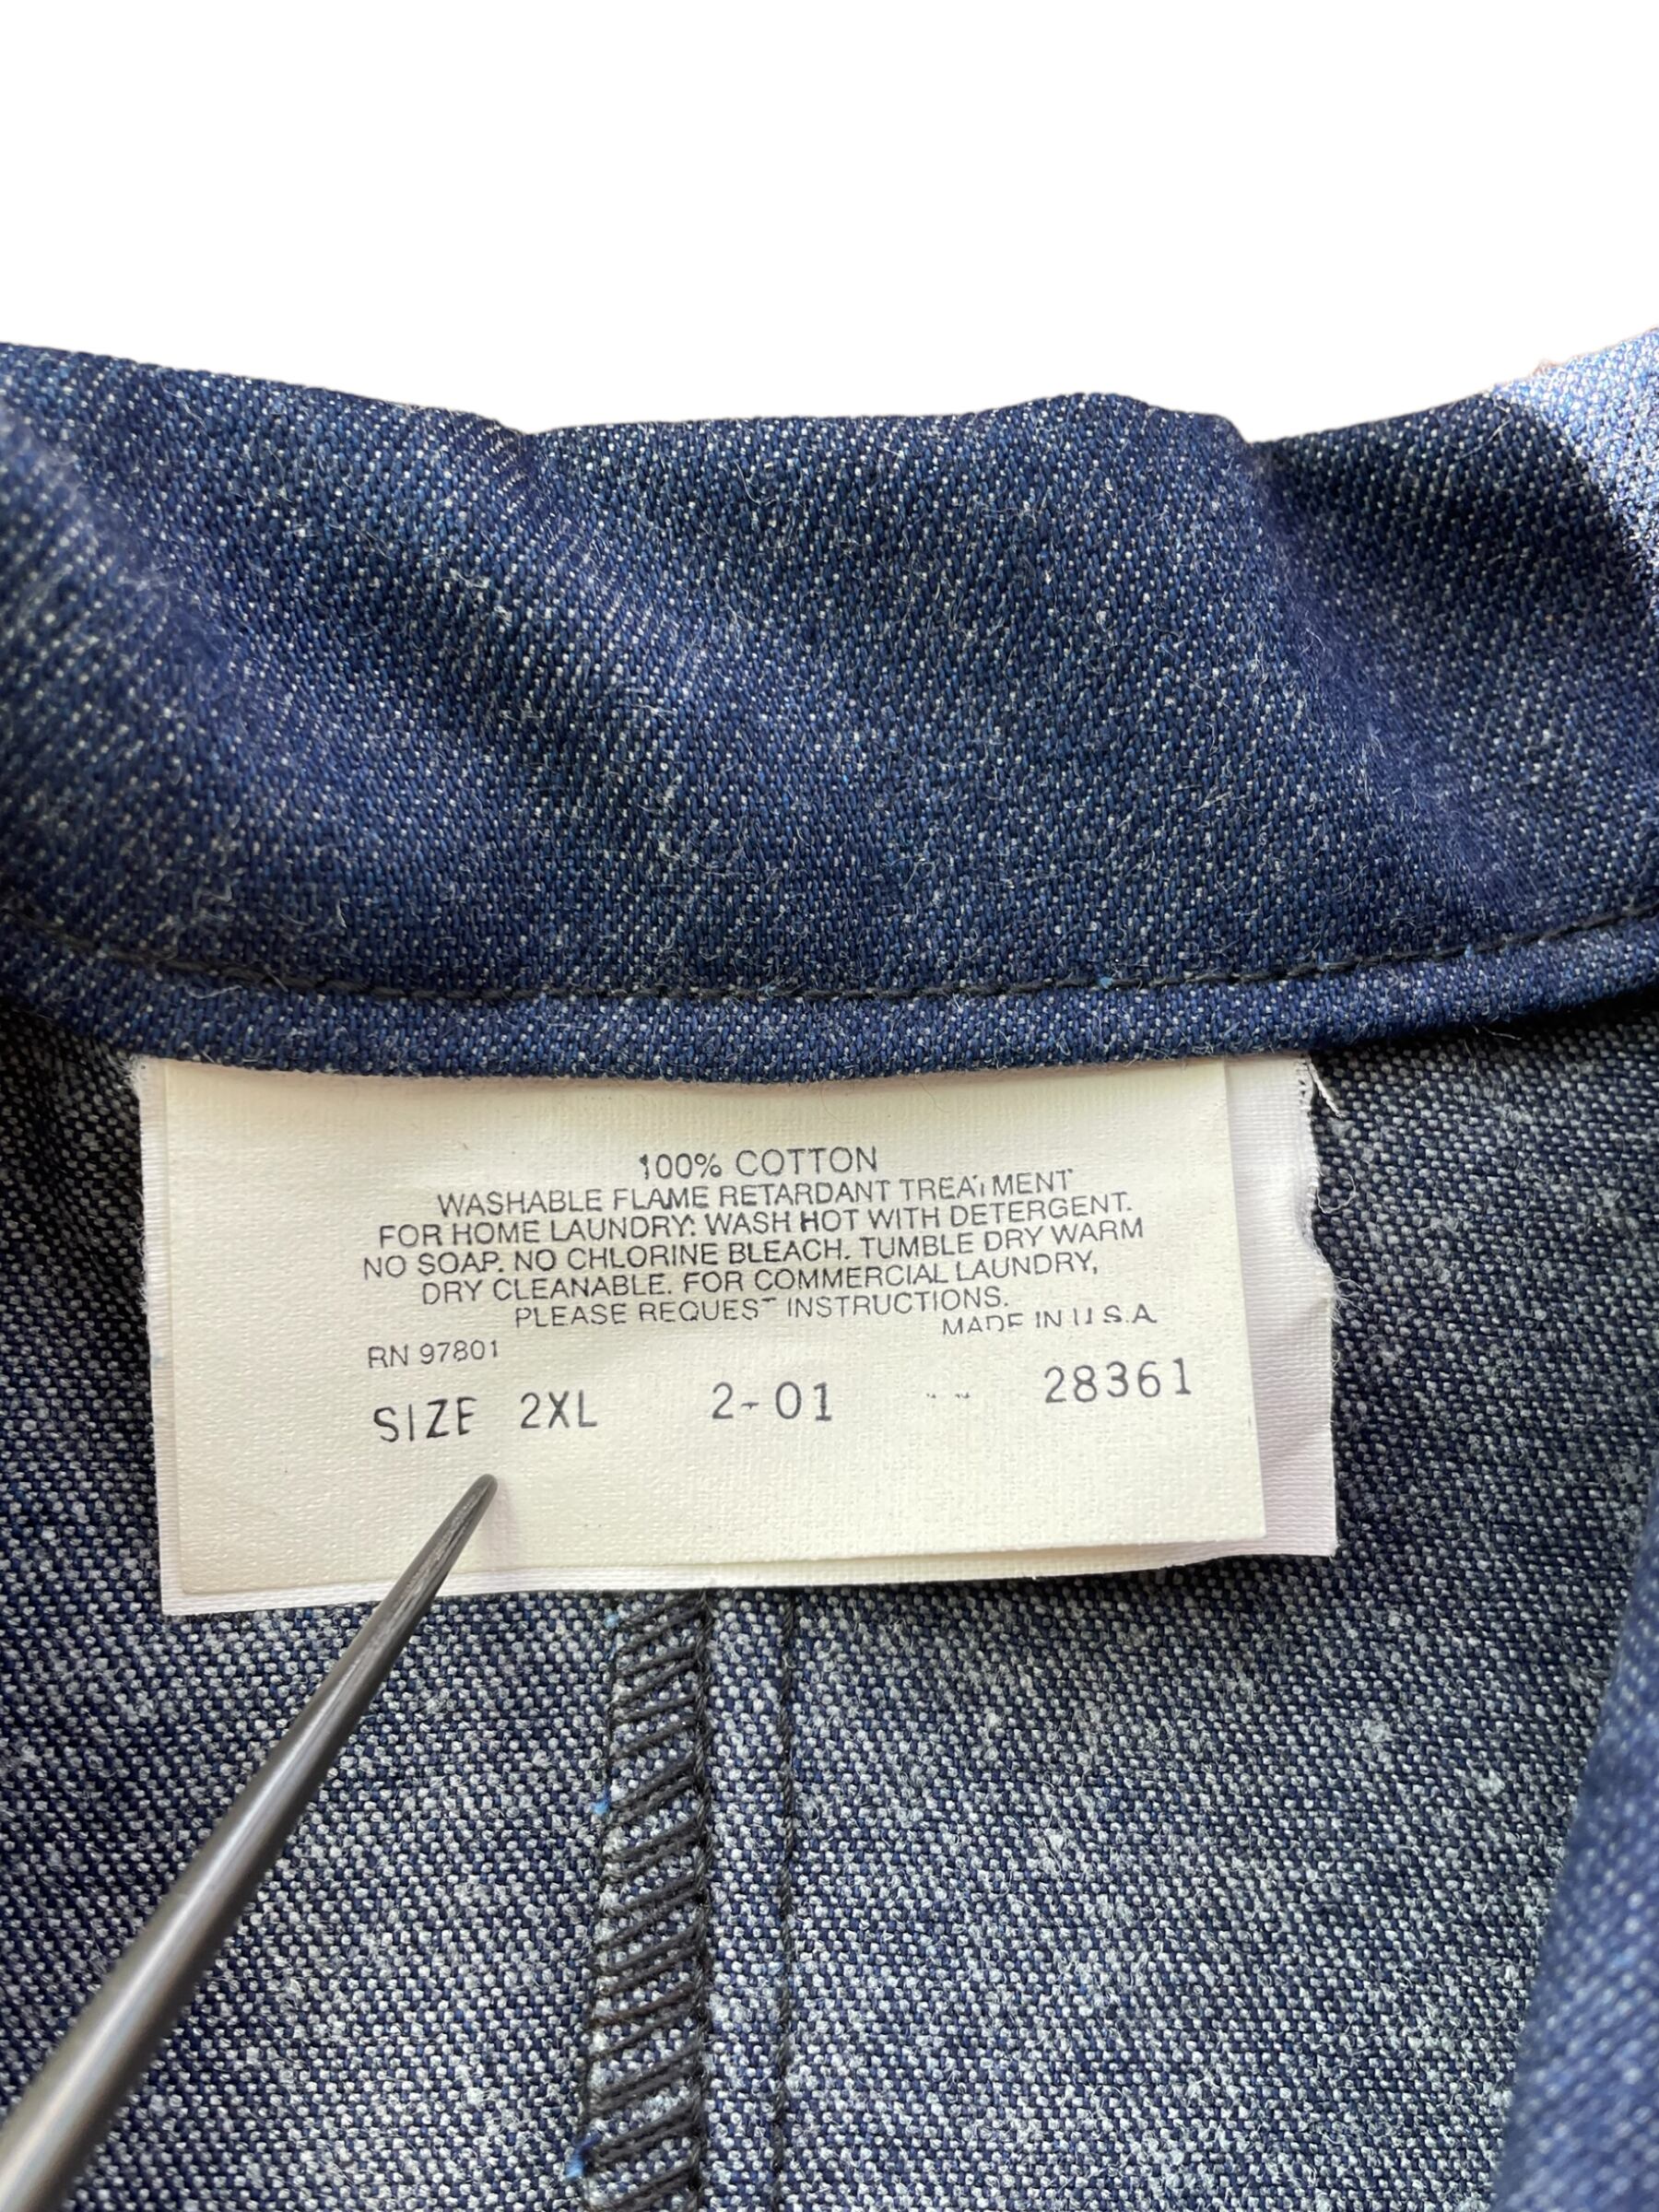 100% COTTON
WASHABLE FLAME RETARDANT TREATMENT
FOR HOME LAUNDRY: WASH HOT WITH DETERGENT.
NO SOAP. NO CHLORINE BLEACH. TUMBLE DRY WARM
DRY CLEANABLE. FOR COMMERCIAL LAUNDRY,
PLEASE REQUEST INSTRUCTIONS.
MADE IN U.S.A.
RN 97801
SIZE 2XL 2-01 28361